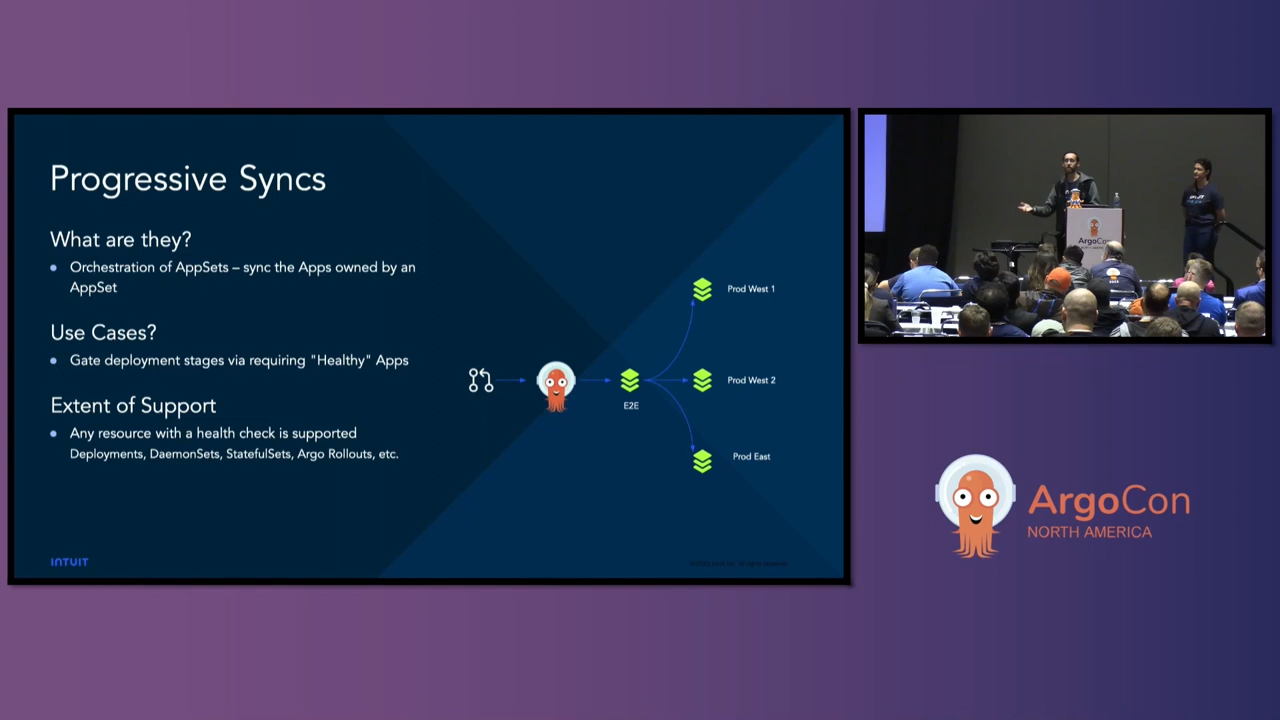 Progressive Syncs
What are they?
Orchestration of AppSets – sync the Apps owned by an
AppSet
Use Cases?
Gate deployment stages via requiring "Healthy" Apps
Extent of Support
Any resource with a health check is supported
Deployments, DaemonSets, StatefulSets, Argo Rollouts, etc.
E2E
Prod West 1
Prod West 2
Prod East
INTUIT
ArgoCon
ArgoCon
NORTH AMERICA